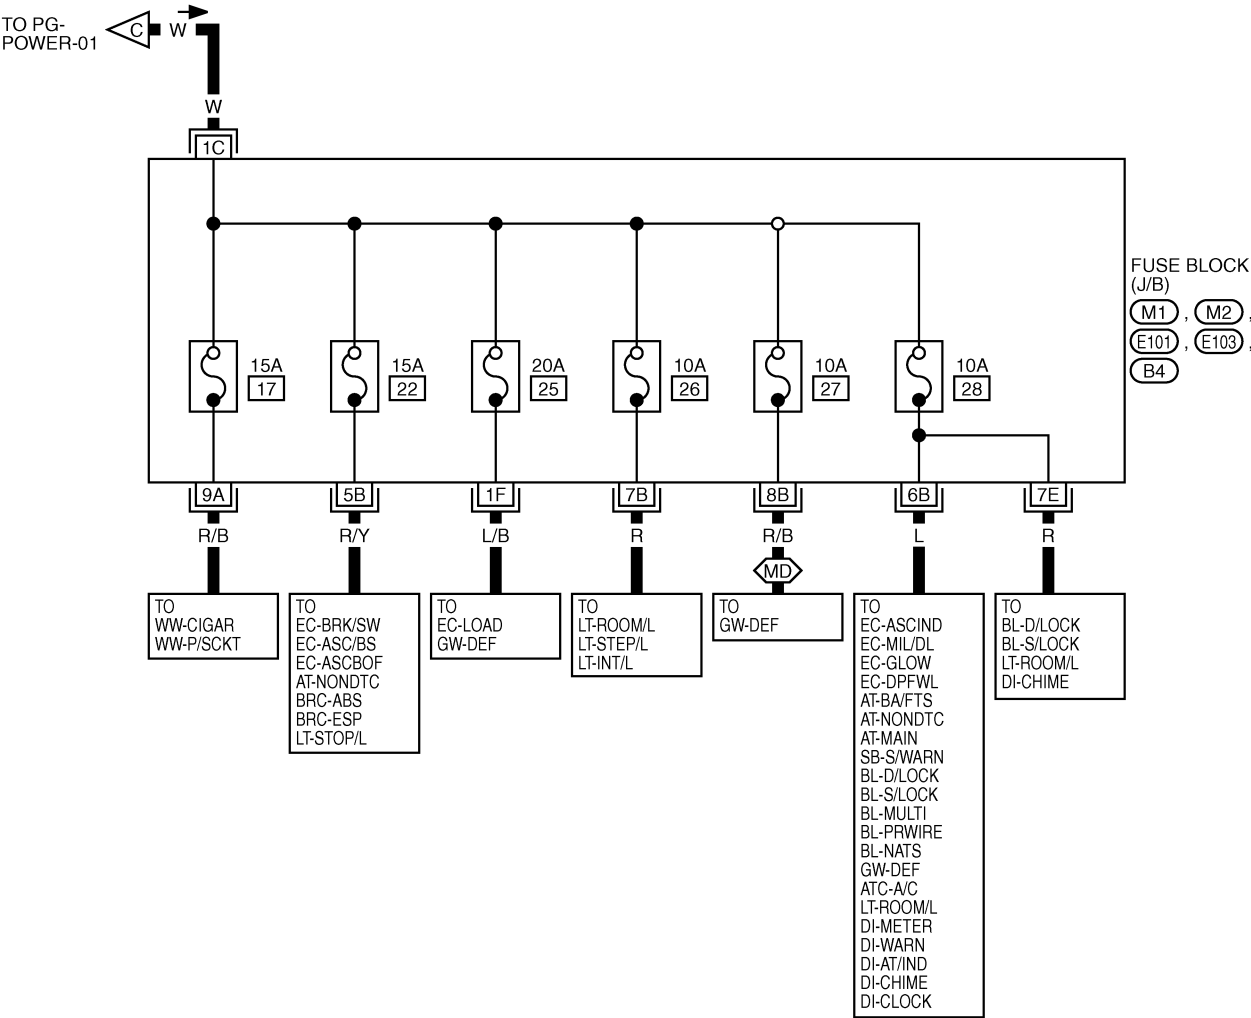 TO PG-
POWER-01
C
W
W
1C
FUSE BLOCK
(J/B)
M1 , M2 ,
E101 , E103 ,
B4
15A
17
15A
22
20A
25
10A
26
10A
27
10A
28
9A
5B
1F
7B
8B
6B
7E
R/B
R/Y
L/B
R
R/B
L
R
MD
TO
WW-CIGAR
WW-P/SCKT
TO
EC-BRK/SW
EC-ASC/BS
EC-ASCBOF
AT-NONDTC
BRC-ABS
BRC-ESP
LT-STOP/L
TO
EC-LOAD
GW-DEF
TO
LT-ROOM/L
LT-STEP/L
LT-INT/L
TO
GW-DEF
TO
EC-ASCIND
EC-MIL/DL
EC-GLOW
EC-DPFWL
AT-BA/FTS
AT-NONDTC
AT-MAIN
SB-S/WARN
BL-D/LOCK
BL-S/LOCK
BL-MULTI
BL-PRWIRE
BL-NATS
GW-DEF
ATC-A/C
LT-ROOM/L
DI-METER
DI-WARN
DI-AT/IND
DI-CHIME
DI-CLOCK
TO
BL-D/LOCK
BL-S/LOCK
LT-ROOM/L
DI-CHIME